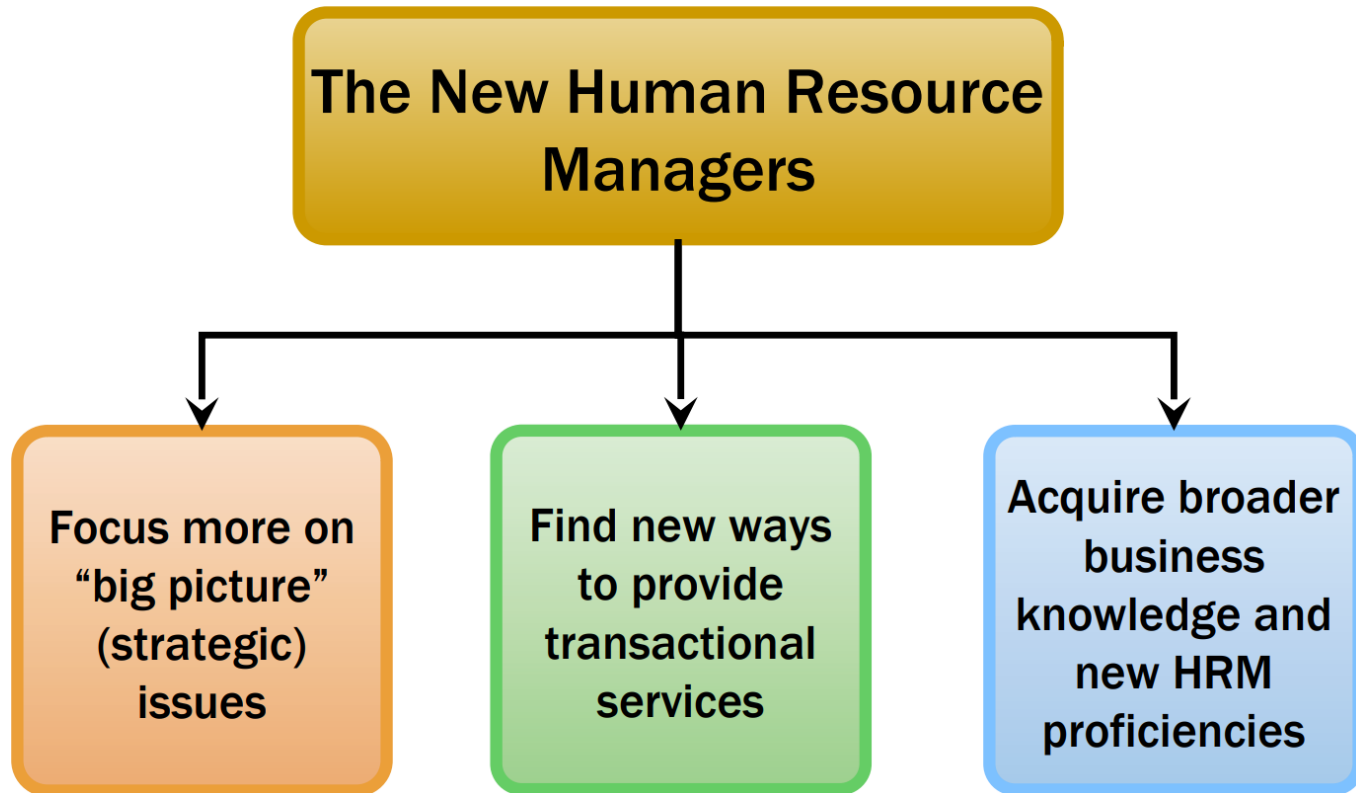 The New Human Resource
Managers
Focus more on
“big picture”
(strategic)
issues
Find new ways
to provide
transactional
services
Acquire broader
business
knowledge and
new HRM
proficiencies